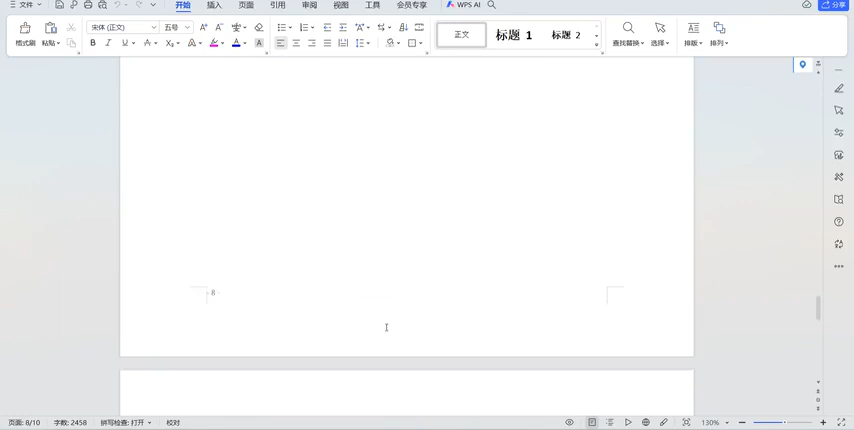 文件 开始 插入 页面 引用 审阅 视图 工具 会员专享 WPS AI 分享
格式刷 粘贴 宋体 (正文) 五号 正文 标题 1 标题 2 查找替换 选择 排版 排列
8
页面: 8/10 字数: 2458 拼写检查: 打开 校对 130%